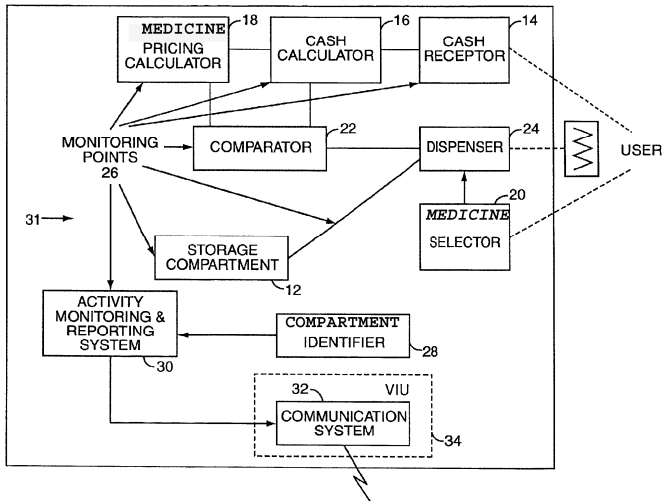 18
16
14
MEDICINE
PRICING
CALCULATOR
CASH
CALCULATOR
CASH
RECEPTOR
MONITORING
POINTS
26
COMPARATOR
22
DISPENSER
24
USER
20
MEDICINE
SELECTOR
31
STORAGE
COMPARTMENT
12
ACTIVITY
MONITORING &
REPORTING
SYSTEM
30
COMPARTMENT
IDENTIFIER
28
32
VIU
COMMUNICATION
SYSTEM
34